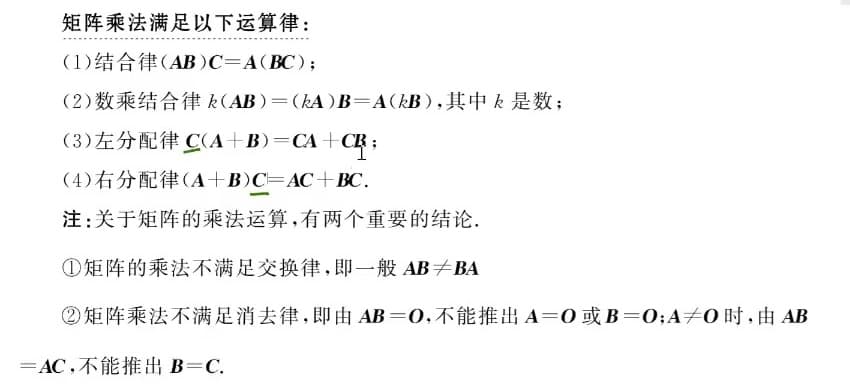 矩阵乘法满足以下运算律:
(1)结合律(AB)C=A(BC);
(2)数乘结合律 k(AB)=(kA)B=A(kB),其中 k 是数;
(3)左分配律 C(A+B)=CA+CB;
(4)右分配律(A+B)C=AC+BC.
注:关于矩阵的乘法运算,有两个重要的结论.
①矩阵的乘法不满足交换律,即一般 AB≠BA
②矩阵乘法不满足消去律,即由 AB=O,不能推出 A=O 或 B=O;A≠O 时,由 AB
=AC,不能推出 B=C.